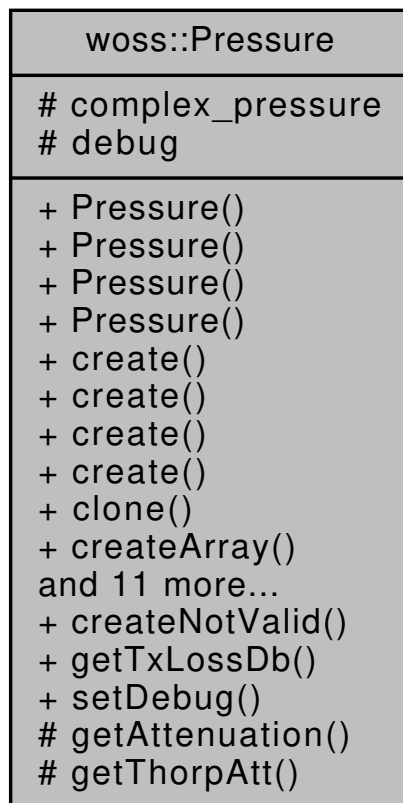 woss::Pressure
# complex_pressure
# debug
+ Pressure()
+ Pressure()
+ Pressure()
+ Pressure()
+ create()
+ create()
+ create()
+ create()
+ clone()
+ createArray()
and 11 more...
+ createNotValid()
+ getTxLossDb()
+ setDebug()
# getAttenuation()
# getThorpAtt()